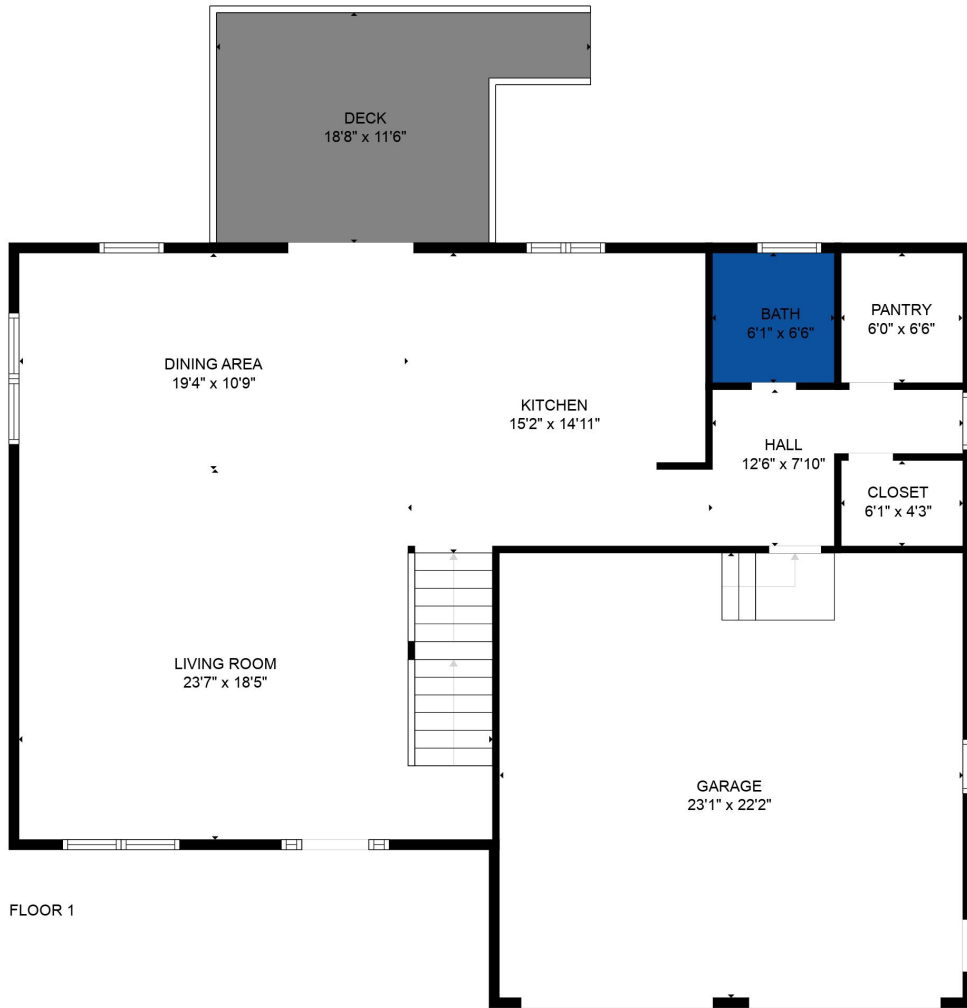 DECK
18'8" x 11'6"
BATH
6'1" x 6'6"
PANTRY
6'0" x 6'6"
DINING AREA
19'4" x 10'9"
KITCHEN
15'2" x 14'11"
HALL
12'6" x 7'10"
CLOSET
6'1" x 4'3"
LIVING ROOM
23'7" x 18'5"
GARAGE
23'1" x 22'2"
FLOOR 1